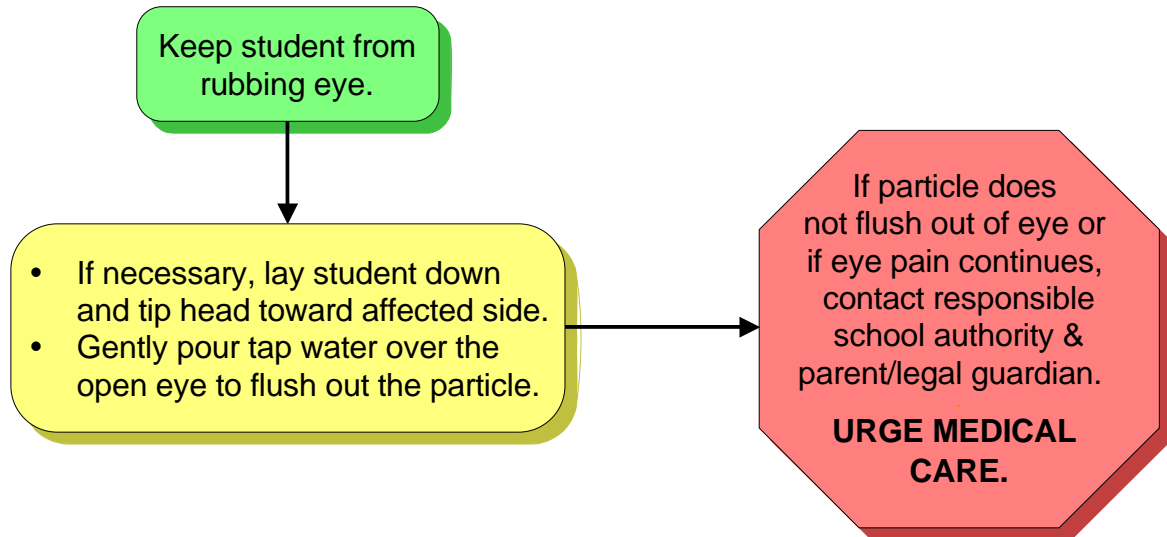 Keep student from
rubbing eye.
• If necessary, lay student down
and tip head toward affected side.
• Gently pour tap water over the
open eye to flush out the particle.
If particle does
not flush out of eye or
if eye pain continues,
contact responsible
school authority &
parent/legal guardian.
URGE MEDICAL
CARE.